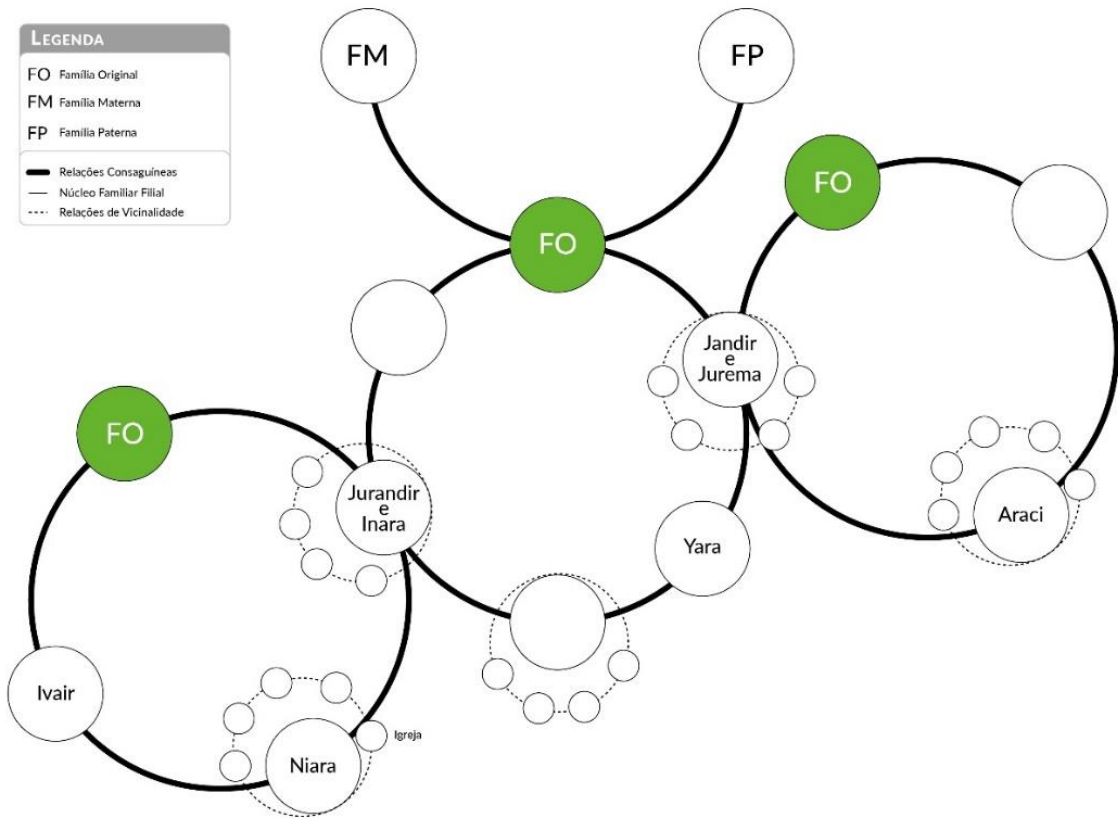 LEGENDA
FO Família Original
FM Família Materna
FP Família Paterna
Relações Consaguíneas
Núcleo Familiar Filial
Relações de Vicinalidade
FM
FP
FO
FO
Jandir
e
Jurema
FO
Jurandir
e
Inara
Araci
Yara
Ivair
Igreja
Niara